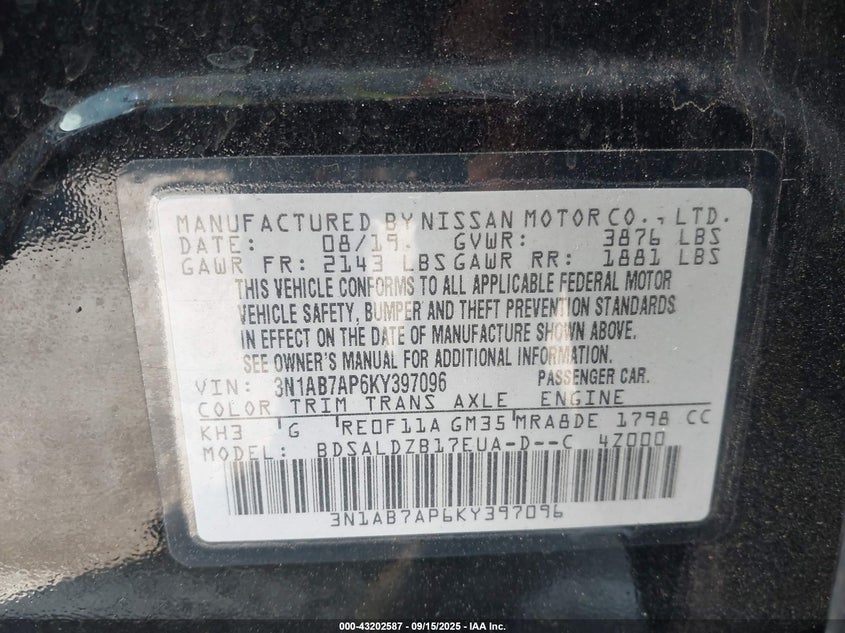 MANUFACTURED BY NISSAN MOTOR CO., LTD.
DATE: 08/19. GVWR: 3876 LBS
GAWR FR: 2143 LBS GAWR RR: 1881 LBS
THIS VEHICLE CONFORMS TO ALL APPLICABLE FEDERAL MOTOR
VEHICLE SAFETY, BUMPER AND THEFT PREVENTION STANDARDS
IN EFFECT ON THE DATE OF MANUFACTURE SHOWN ABOVE.
SEE OWNER'S MANUAL FOR ADDITIONAL INFORMATION.
VIN: 3N1AB7AP6KY397096 PASSENGER CAR.
COLOR TRIM TRANS AXLE ENGINE
KH3 G RE0F11A GM35 MRA8DE 1798 CC
MODEL: BDSALDZB17EUA-D--C 4Z000
3N1AB7AP6KY397096
000-43202587 - 09/15/2025 - IAA Inc.